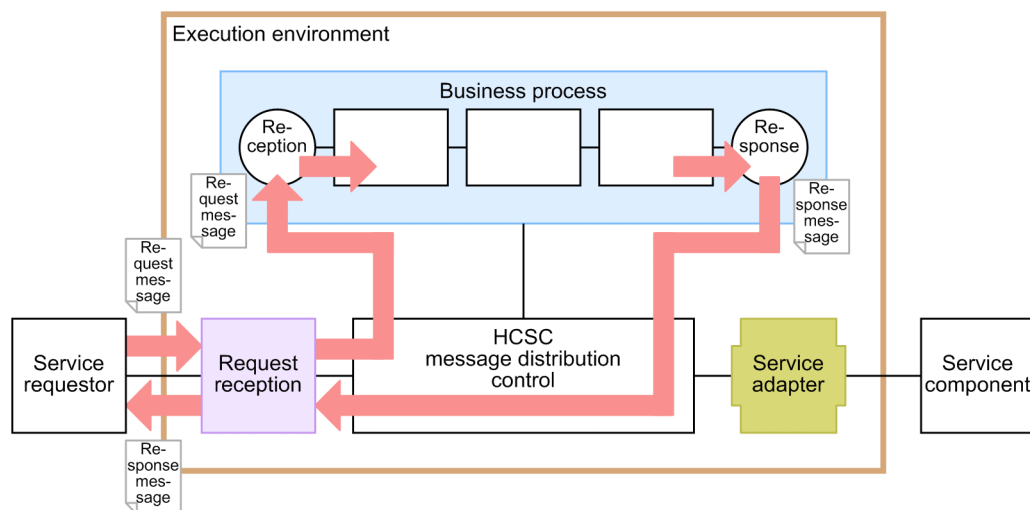 Execution environment
Business process
Re-
ception
Re-
sponse
Re-
quest
mes-
sage
Re-
sponse
mes-
sage
Re-
quest
mes-
sage
Service
requestor
Request
reception
HCSC
message distribution
control
Service
adapter
Service
component
Re-
sponse
mes-
sage